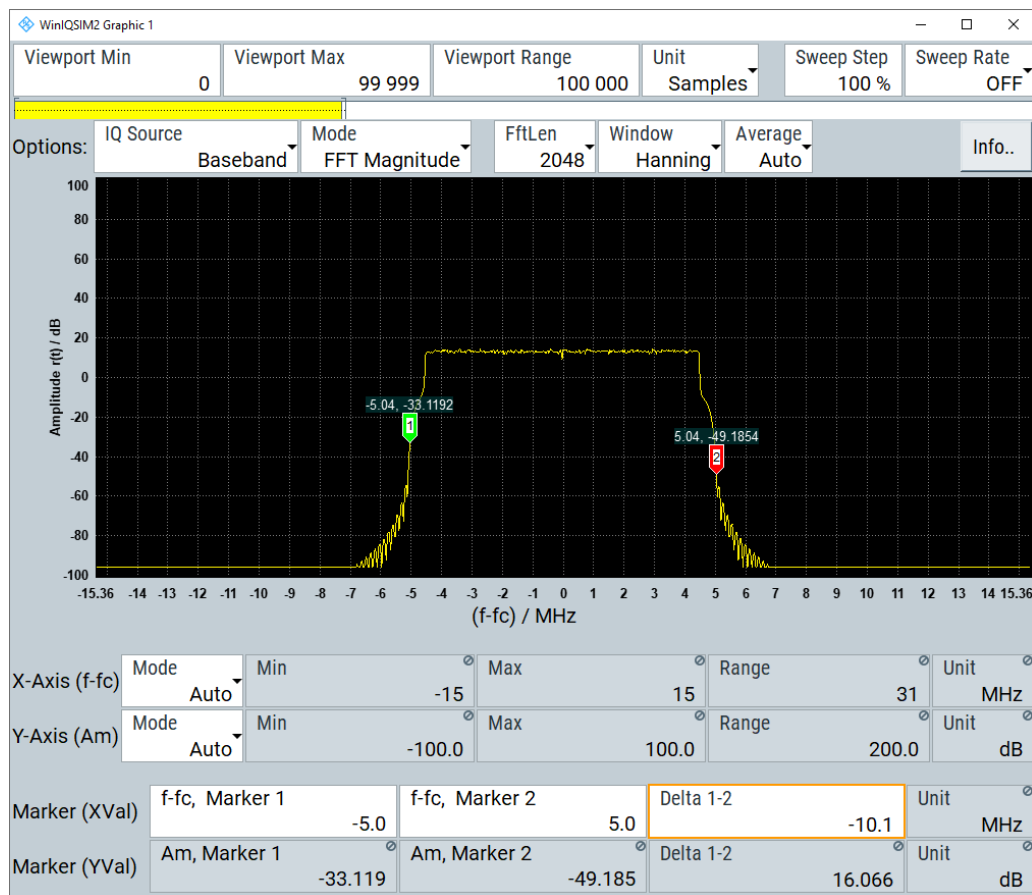 WinIQSIM2 Graphic 1
Viewport Min Viewport Max Viewport Range Unit Sweep Step Sweep Rate
0 99 999 100 000 Samples 100 % OFF
Options: IQ Source Mode FftLen Window Average Info..
Baseband FFT Magnitude 2048 Hanning Auto
100
80
60
40
20
0
-20
-40
-60
-80
-100
Amplitude r(t) / dB
-5.04, -33.1192
1
5.04, -49.1854
2
-15.36 -14 -13 -12 -11 -10 -9 -8 -7 -6 -5 -4 -3 -2 -1 0 1 2 3 4 5 6 7 8 9 10 11 12 13 14 15.36
(f-fc) / MHz
X-Axis (f-fc) Mode Min Max Range Unit
Auto -15 15 31 MHz
Y-Axis (Am) Mode Min Max Range Unit
Auto -100.0 100.0 200.0 dB
Marker (XVal) f-fc, Marker 1 f-fc, Marker 2 Delta 1-2 Unit
-5.0 5.0 -10.1 MHz
Marker (YVal) Am, Marker 1 Am, Marker 2 Delta 1-2 Unit
-33.119 -49.185 16.066 dB